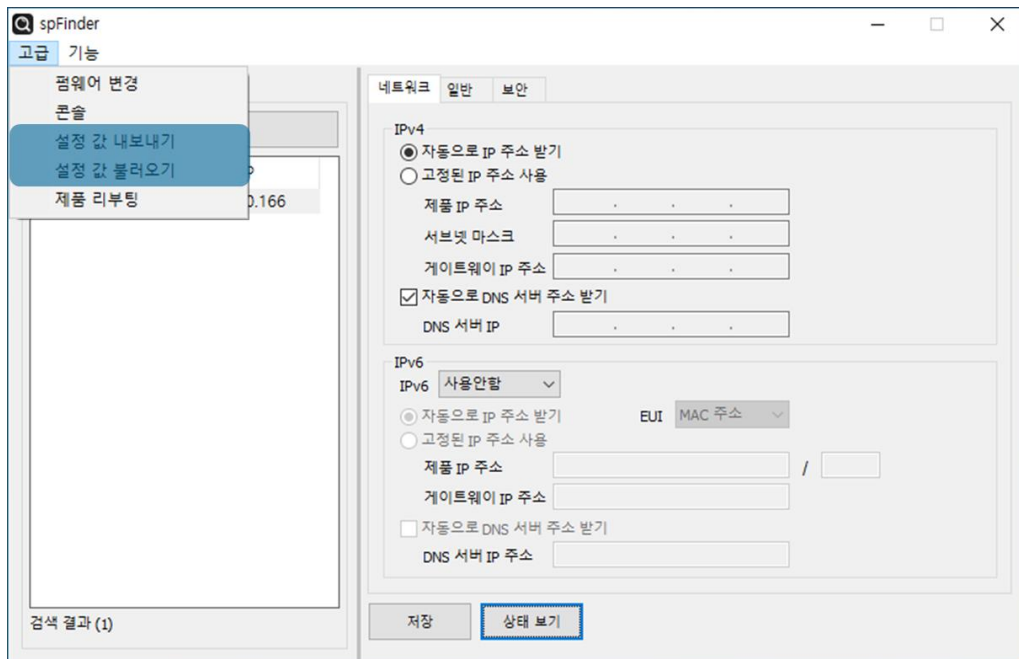 spFinder
고급 기능
펌웨어 변경
콘솔
설정 값 내보내기
설정 값 불러오기
제품 리부팅
0.166
검색 결과 (1)
네트워크 일반 보안
IPv4
자동으로 IP 주소 받기
고정된 IP 주소 사용
제품 IP 주소 . . .
서브넷 마스크 . . .
게이트웨이 IP 주소 . . .
자동으로 DNS 서버 주소 받기
DNS 서버 IP . . .
IPv6
IPv6 사용안함
자동으로 IP 주소 받기 EUI MAC 주소
고정된 IP 주소 사용
제품 IP 주소 /
게이트웨이 IP 주소
자동으로 DNS 서버 주소 받기
DNS 서버 IP 주소
저장 상태 보기